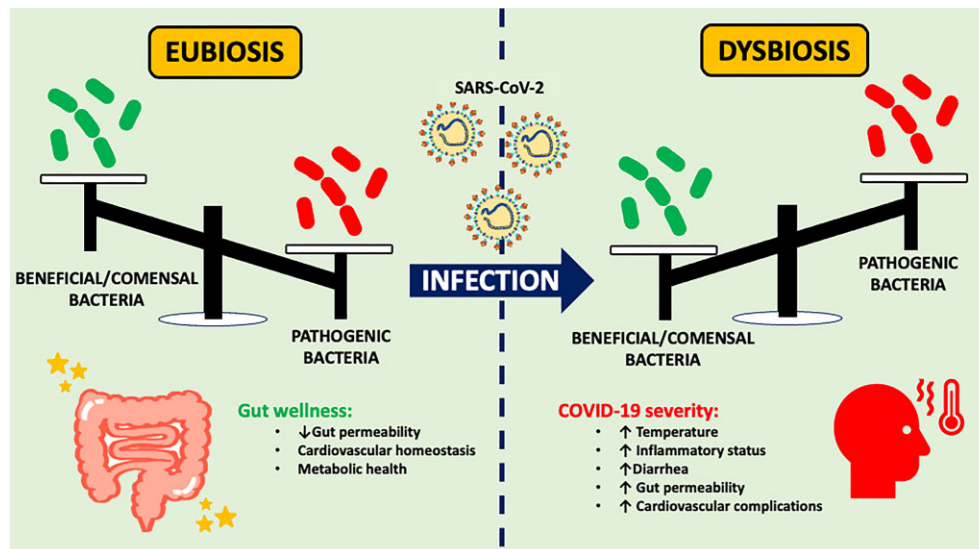 EUBIOSIS
DYSBIOSIS
SARS-CoV-2
BENEFICIAL/COMENSAL
BACTERIA
PATHOGENIC
BACTERIA
INFECTION
PATHOGENIC
BACTERIA
BENEFICIAL/COMENSAL
BACTERIA
Gut wellness:
• ↓Gut permeability
• Cardiovascular homeostasis
• Metabolic health
COVID-19 severity:
• ↑ Temperature
• ↑ Inflammatory status
• ↑Diarrhea
• ↑ Gut permeability
• ↑ Cardiovascular complications